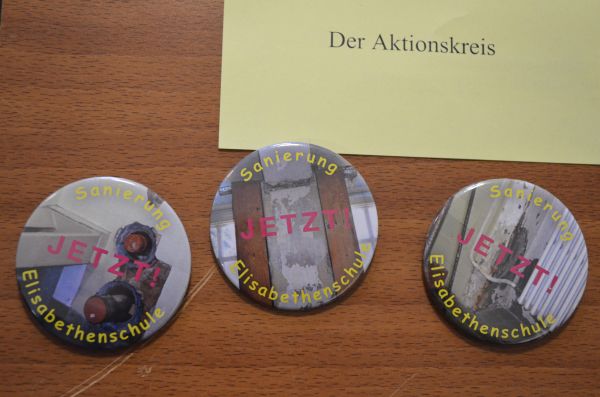 Der Aktionskreis
Sanierung
JETZT!
Elisabethenschule
Sanierung
JETZT!
Elisabethenschule
Sanierung
JETZT!
Elisabethenschule